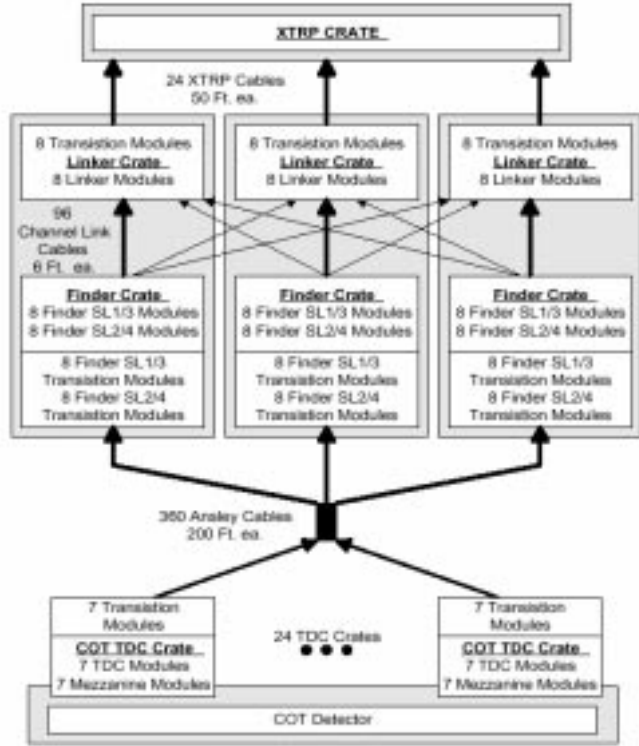 XTRP CRATE
24 XTRP Cables
50 Ft. ea.
8 Transistion Modules
Linker Crate
8 Linker Modules
8 Transistion Modules
Linker Crate
8 Linker Modules
8 Transistion Modules
Linker Crate
8 Linker Modules
96
Channel Link
Cables
6 Ft. ea.
Finder Crate
8 Finder SL1/3 Modules
8 Finder SL2/4 Modules
8 Finder SL1/3
Transistion Modules
8 Finder SL2/4
Transistion Modules
Finder Crate
8 Finder SL1/3 Modules
8 Finder SL2/4 Modules
8 Finder SL1/3
Transistion Modules
8 Finder SL2/4
Transistion Modules
Finder Crate
8 Finder SL1/3 Modules
8 Finder SL2/4 Modules
8 Finder SL1/3
Transistion Modules
8 Finder SL2/4
Transistion Modules
360 Ansley Cables
200 Ft. ea.
7 Transistion
Modules
COT TDC Crate
7 TDC Modules
7 Mezzanine Modules
24 TDC Crates
7 Transistion
Modules
COT TDC Crate
7 TDC Modules
7 Mezzanine Modules
COT Detector